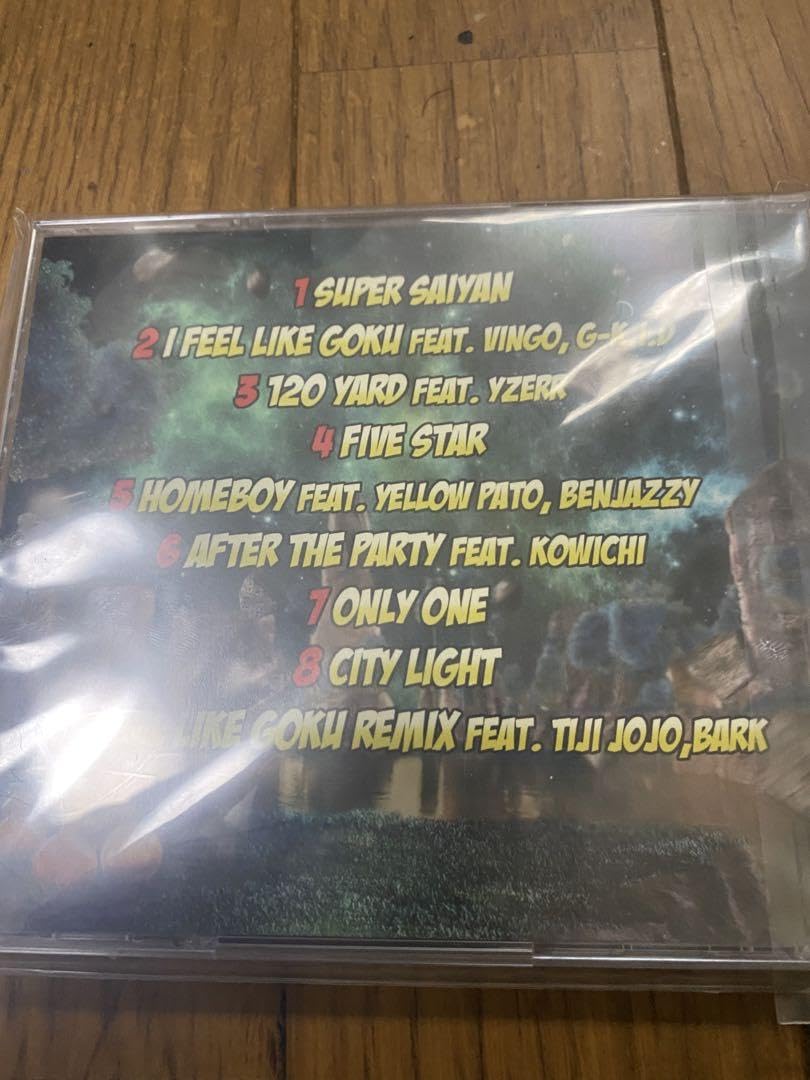 1 SUPER SAIYAN
2 I FEEL LIKE GOKU FEAT. VINGO, G-K.I.D
3 120 YARD FEAT. YZERR
4 FIVE STAR
5 HOMEBOY FEAT. YELLOW PATO, BENJAZZY
6 AFTER THE PARTY FEAT. KOWICHI
7 ONLY ONE
8 CITY LIGHT
LIKE GOKU REMIX FEAT. TIJI JOJO,BARK